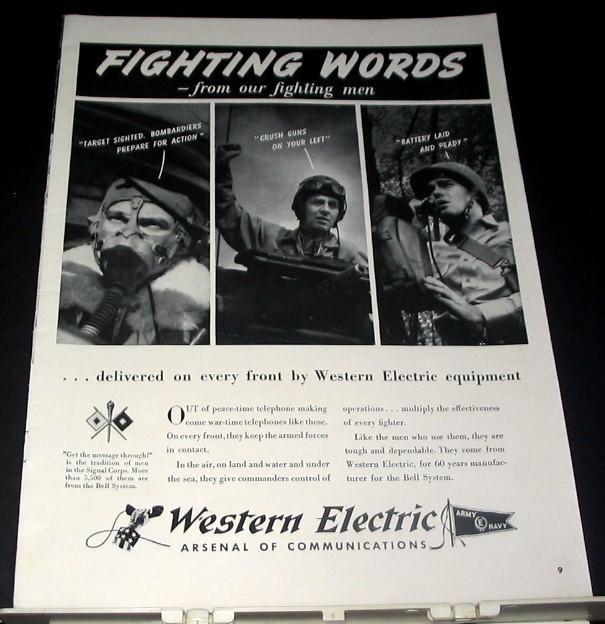 FIGHTING WORDS
— from our fighting men
"TARGET SIGHTED. BOMBARDIERS
PREPARE FOR ACTION"
"CRUSH GUNS
ON YOUR LEFT"
"BATTERY LAID
AND READY"
. . . delivered on every front by Western Electric equipment
"Get the message through!"
is the tradition of men
in the Signal Corps. More
than 5,500 of them are
from the Bell System.
OUT of peace-time telephone making
come war-time telephones like these.
On every front, they keep the armed forces
in contact.
In the air, on land and water and under
the sea, they give commanders control of
operations . . . multiply the effectiveness
of every fighter.
Like the men who use them, they are
tough and dependable. They come from
Western Electric, for 60 years manufac-
turer for the Bell System.
Western Electric
ARSENAL OF COMMUNICATIONS
ARMY
E
NAVY
9